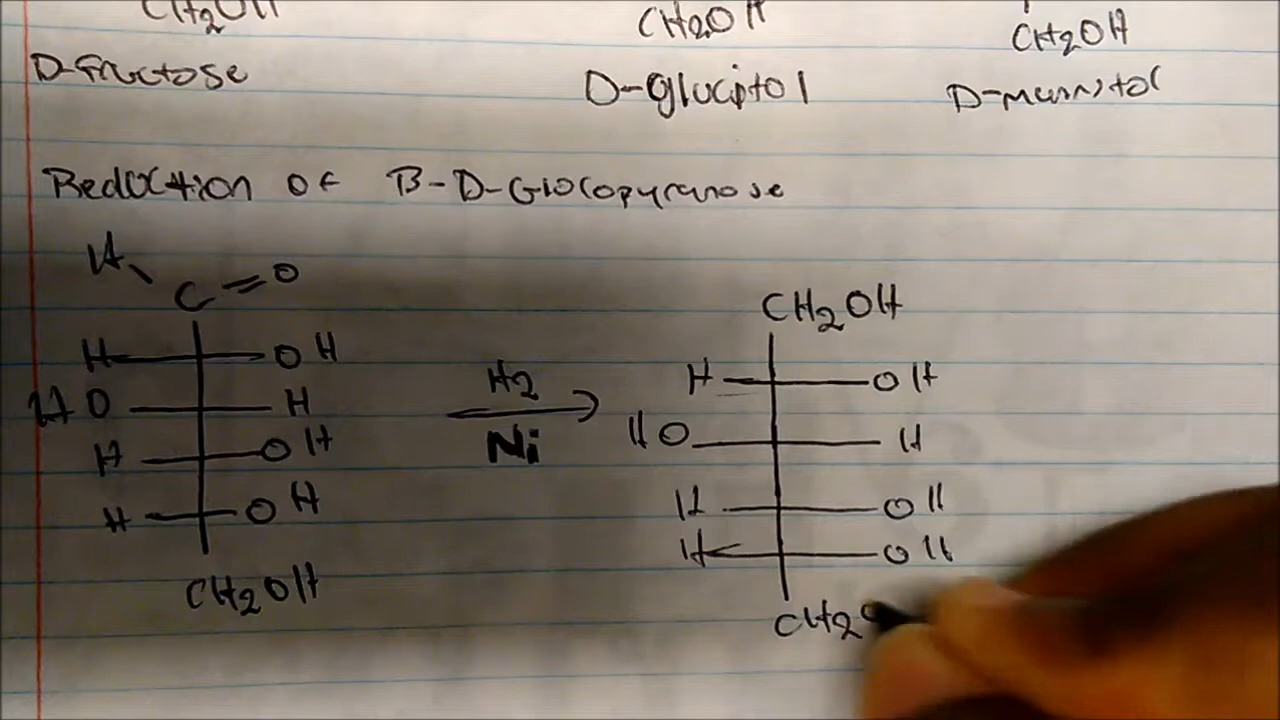 CH2OH CH2OH CH2OH
D-fructose D-glucitol D-mannitol
Reduction of B-D-Glucopyranose
H C = O
CH2OH
H OH H2 H OH
HO H Ni HO H
H OH H OH
H OH H OH
CH2OH CH2